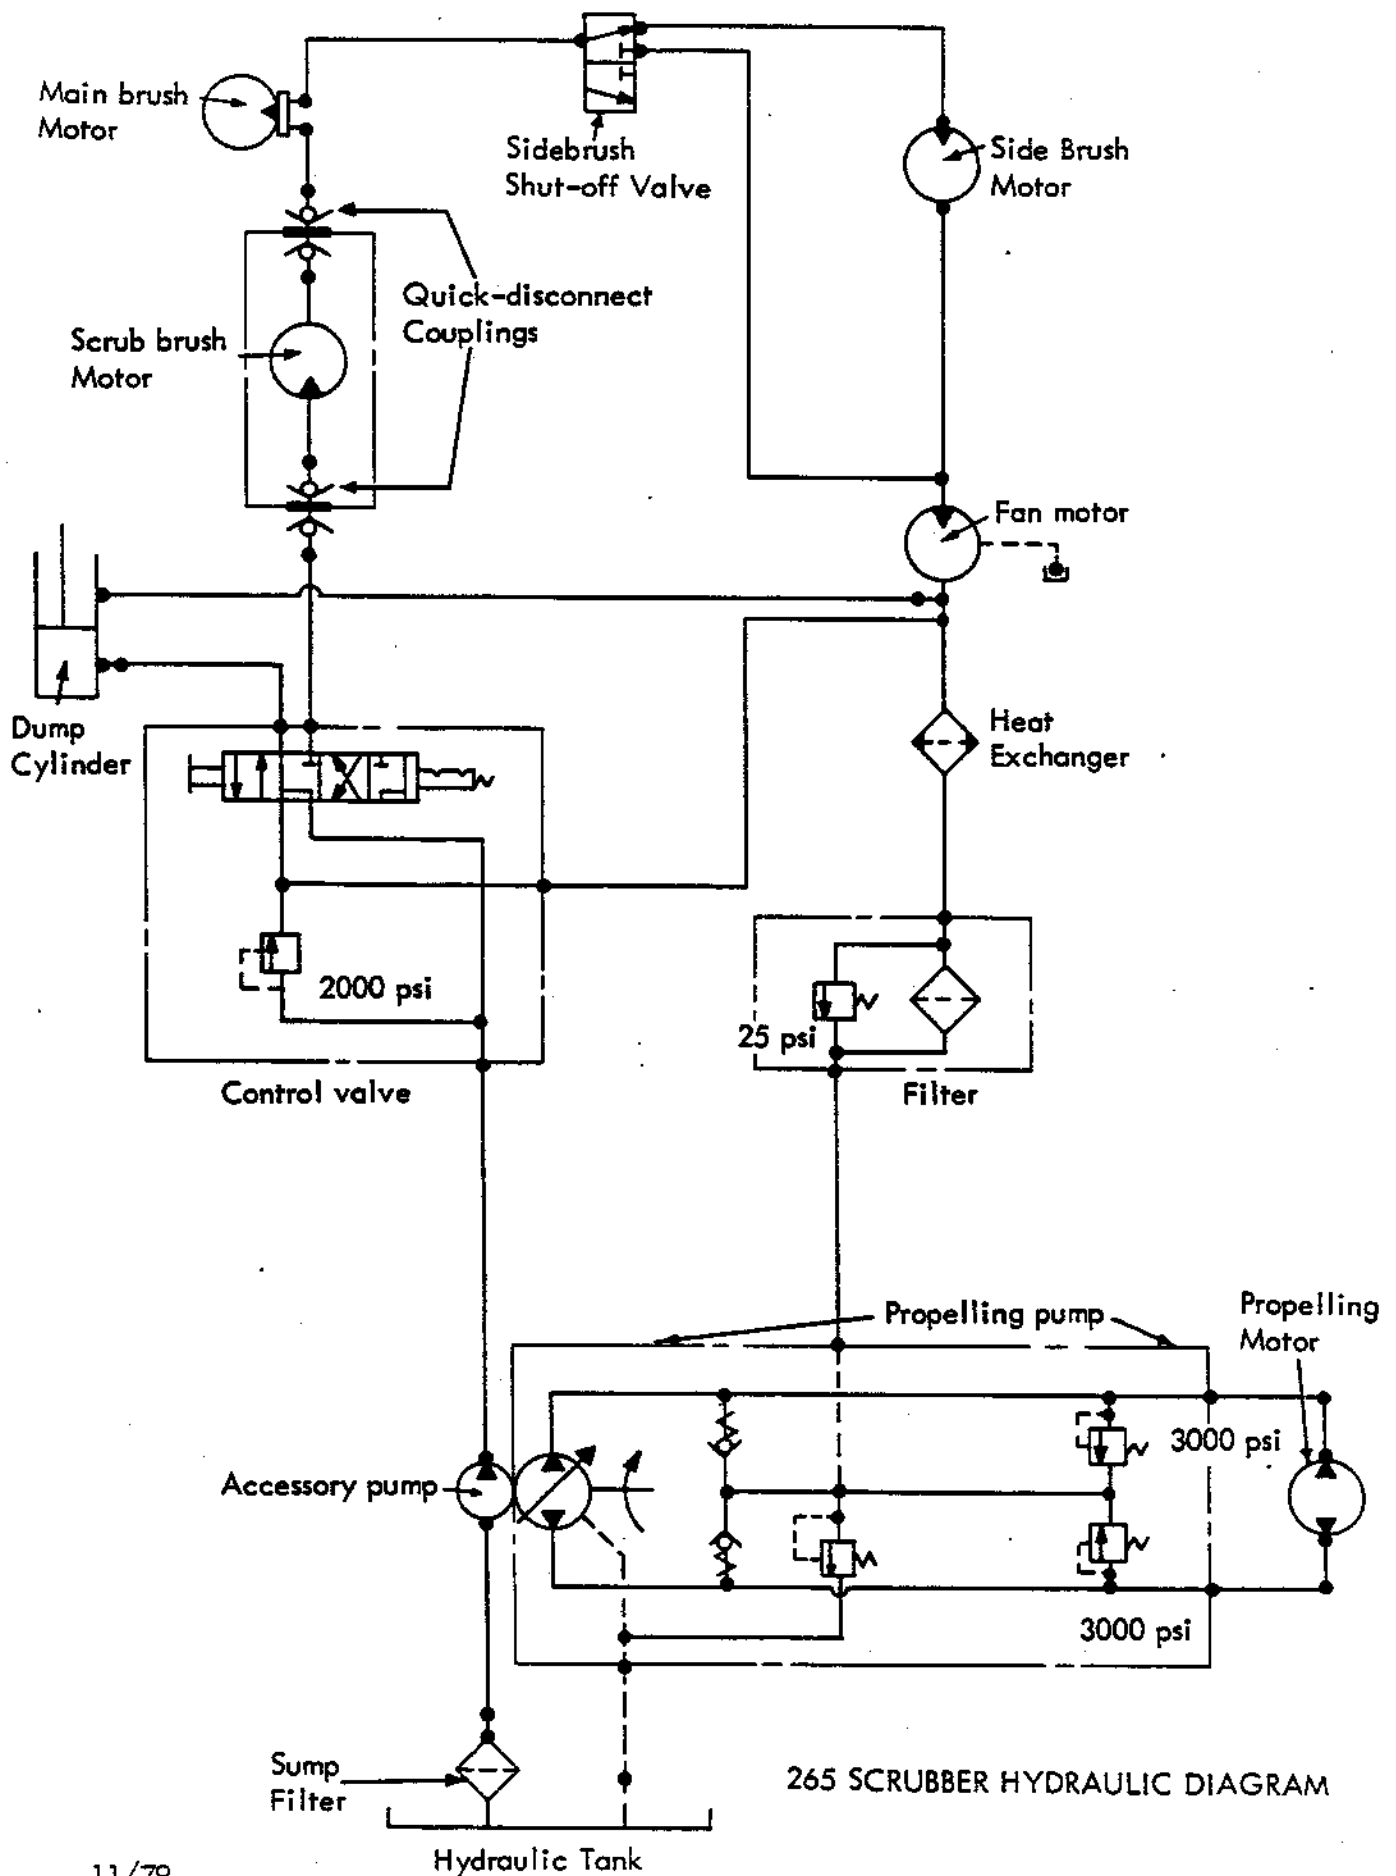 Main brush
Motor
Sidebrush
Shut-off Valve
Side Brush
Motor
Quick-disconnect
Couplings
Scrub brush
Motor
Fan motor
Dump
Cylinder
Heat
Exchanger
2000 psi
25 psi
Control valve
Filter
Propelling pump
Propelling
Motor
3000 psi
Accessory pump
3000 psi
Sump
Filter
265 SCRUBBER HYDRAULIC DIAGRAM
Hydraulic Tank